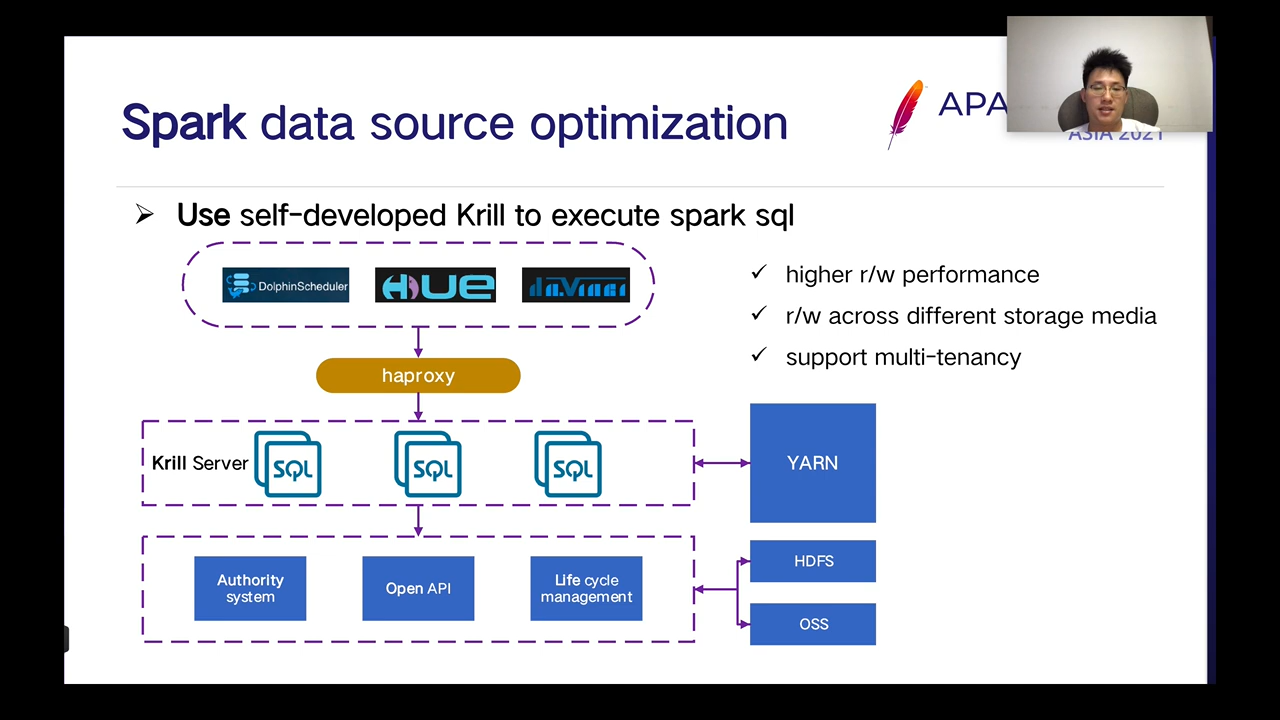 Spark data source optimization
ASIA 2021
Use self-developed Krill to execute spark sql
DolphinScheduler
HUE
daVinci
higher r/w performance
r/w across different storage media
support multi-tenancy
haproxy
Krill Server
SQL
SQL
SQL
YARN
Authority
system
Open API
Life cycle
management
HDFS
OSS